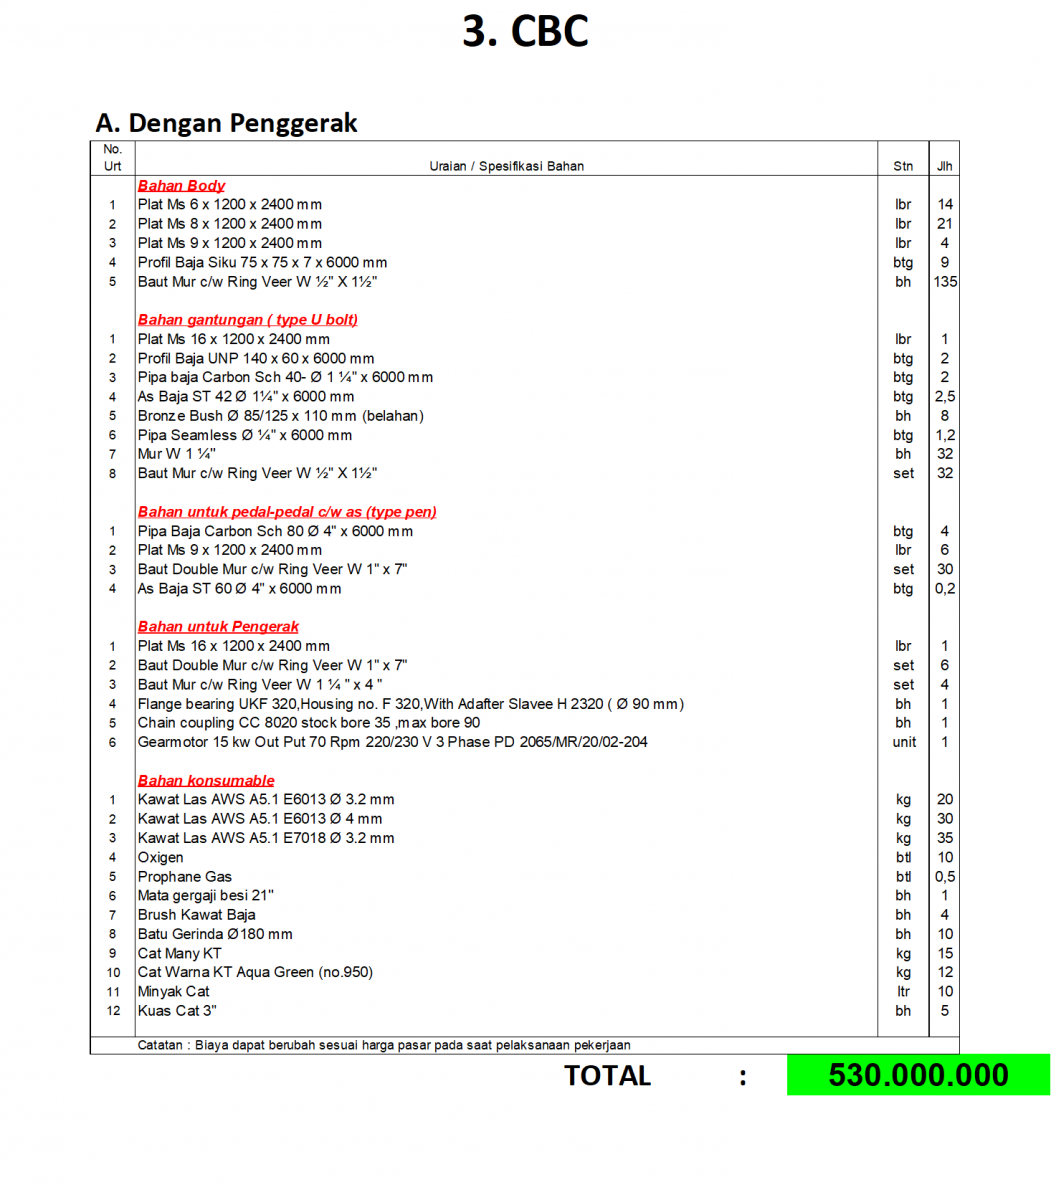 3. CBC
A. Dengan Penggerak
No. Urt Uraian / Spesifikasi Bahan Stn Jlh
Bahan Body
1 Plat Ms 6 x 1200 x 2400 mm lbr 14
2 Plat Ms 8 x 1200 x 2400 mm lbr 21
3 Plat Ms 9 x 1200 x 2400 mm lbr 4
4 Profil Baja Siku 75 x 75 x 7 x 6000 mm btg 9
5 Baut Mur c/w Ring Veer W ½" X 1½" bh 135
Bahan gantungan ( type U bolt)
1 Plat Ms 16 x 1200 x 2400 mm lbr 1
2 Profil Baja UNP 140 x 60 x 6000 mm btg 2
3 Pipa baja Carbon Sch 40- Ø 1 ¼" x 6000 mm btg 2
4 As Baja ST 42 Ø 1¼" x 6000 mm btg 2,5
5 Bronze Bush Ø 85/125 x 110 mm (belahan) bh 8
6 Pipa Seamless Ø ¼" x 6000 mm btg 1,2
7 Mur W 1 ¼" bh 32
8 Baut Mur c/w Ring Veer W ½" X 1½" set 32
Bahan untuk pedal-pedal c/w as (type pen)
1 Pipa Baja Carbon Sch 80 Ø 4" x 6000 mm btg 4
2 Plat Ms 9 x 1200 x 2400 mm lbr 6
3 Baut Double Mur c/w Ring Veer W 1" x 7" set 30
4 As Baja ST 60 Ø 4" x 6000 mm btg 0,2
Bahan untuk Pengerak
1 Plat Ms 16 x 1200 x 2400 mm lbr 1
2 Baut Double Mur c/w Ring Veer W 1" x 7" set 6
3 Baut Mur c/w Ring Veer W 1 ¼ " x 4 " set 4
4 Flange bearing UKF 320,Housing no. F 320,With Adafter Slavee H 2320 ( Ø 90 mm) bh 1
5 Chain coupling CC 8020 stock bore 35 ,max bore 90 bh 1
6 Gearmotor 15 kw Out Put 70 Rpm 220/230 V 3 Phase PD 2065/MR/20/02-204 unit 1
Bahan konsumable
1 Kawat Las AWS A5.1 E6013 Ø 3.2 mm kg 20
2 Kawat Las AWS A5.1 E6013 Ø 4 mm kg 30
3 Kawat Las AWS A5.1 E7018 Ø 3.2 mm kg 35
4 Oxigen btl 10
5 Prophane Gas btl 0,5
6 Mata gergaji besi 21" bh 1
7 Brush Kawat Baja bh 4
8 Batu Gerinda Ø180 mm bh 10
9 Cat Many KT kg 15
10 Cat Warna KT Aqua Green (no.950) kg 12
11 Minyak Cat ltr 10
12 Kuas Cat 3" bh 5
Catatan : Biaya dapat berubah sesuai harga pasar pada saat pelaksanaan pekerjaan
TOTAL : 530.000.000